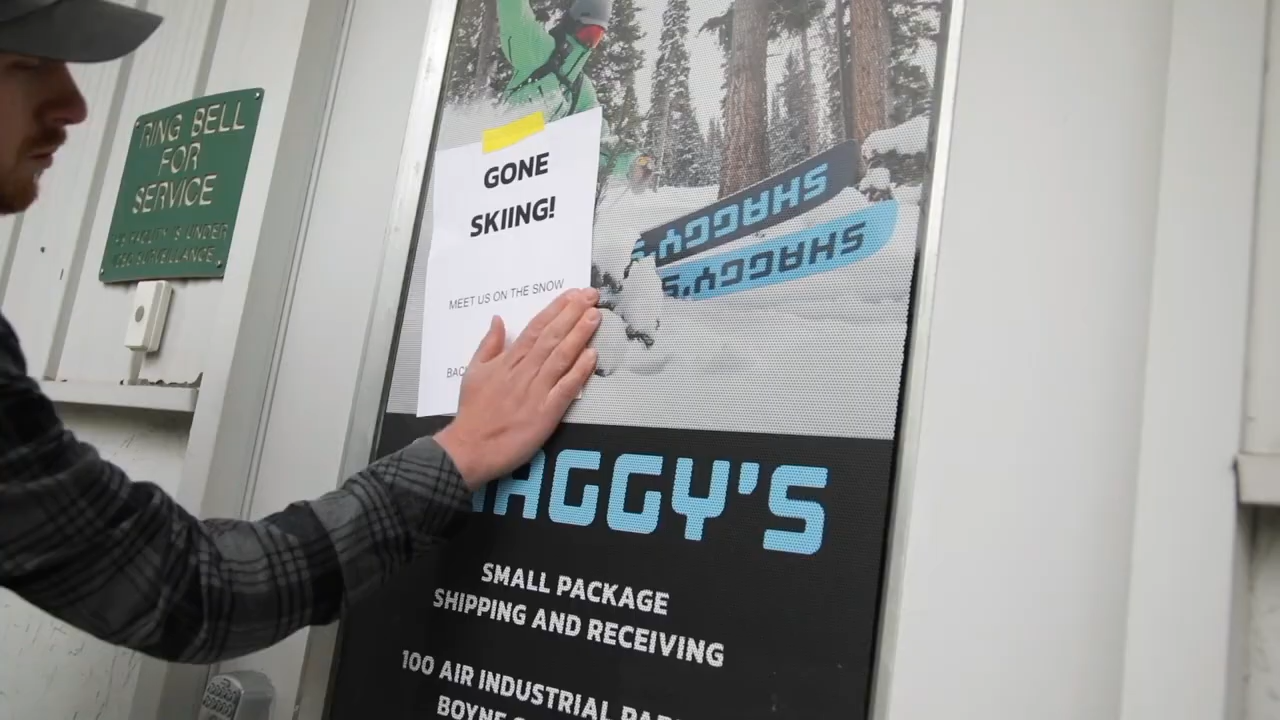 RING BELL
FOR
SERVICE
GONE
SKIING!
MEET US ON THE SNOW
SHAGGY'S
SHAGGY'S
SMALL PACKAGE
SHIPPING AND RECEIVING
100 AIR INDUSTRIAL
BOYNE